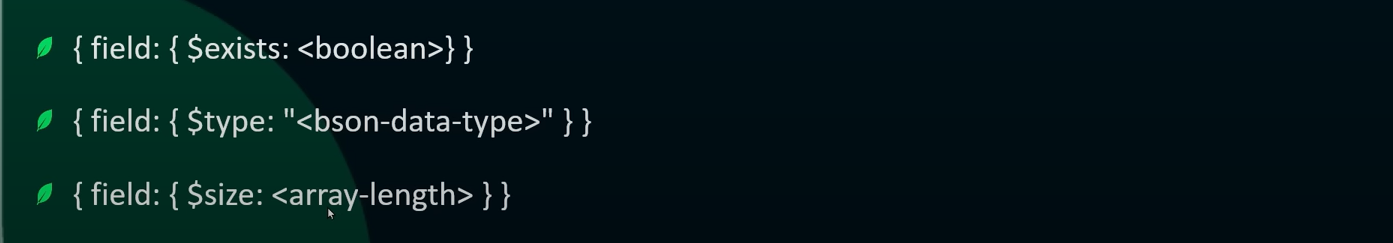 { field: { $exists: <boolean>} }
{ field: { $type: "<bson-data-type>" } }
{ field: { $size: <array-length> } }